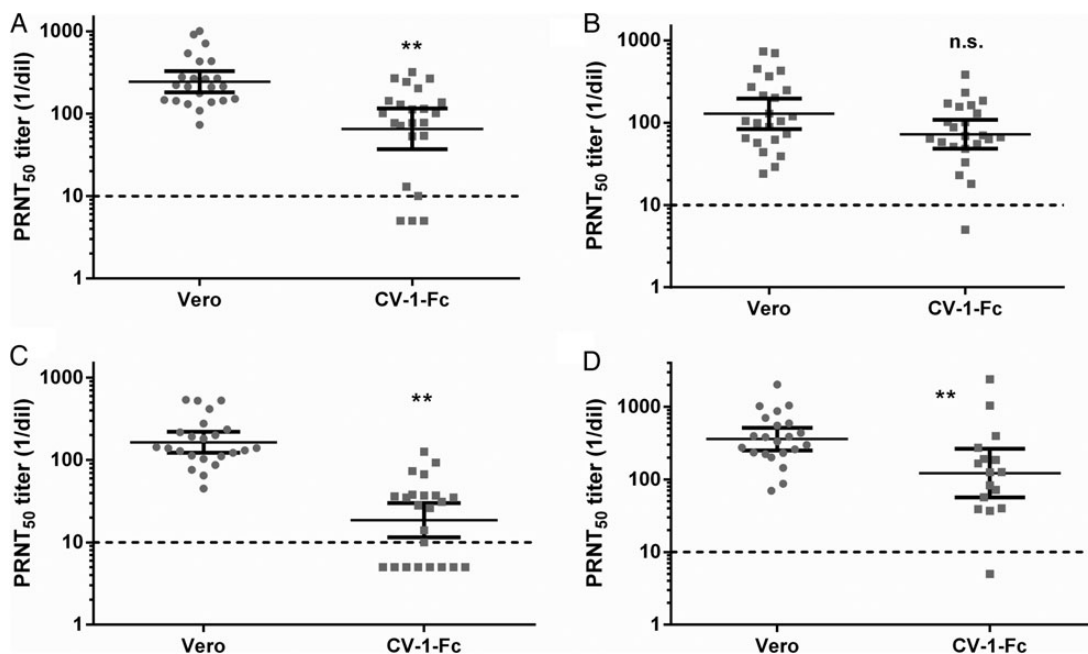 A
PRNT50 titer (1/dil)
1000
100
10
1
**
Vero
CV-1-Fc
B
PRNT50 titer (1/dil)
1000
100
10
1
n.s.
Vero
CV-1-Fc
C
PRNT50 titer (1/dil)
1000
100
10
1
**
Vero
CV-1-Fc
D
PRNT50 titer (1/dil)
1000
100
10
1
**
Vero
CV-1-Fc